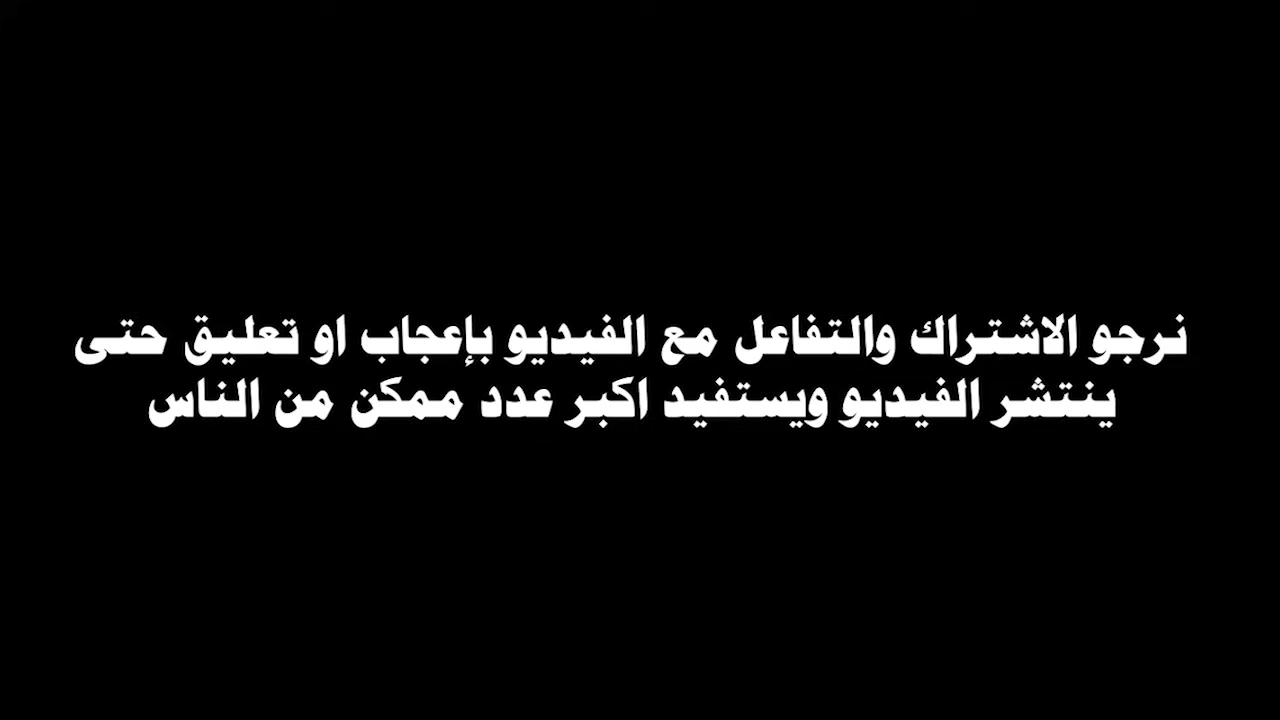 نرجو الاشتراك والتفاعل مع الفيديو بإعجاب او تعليق حتى
ينتشر الفيديو ويستفيد اكبر عدد ممكن من الناس